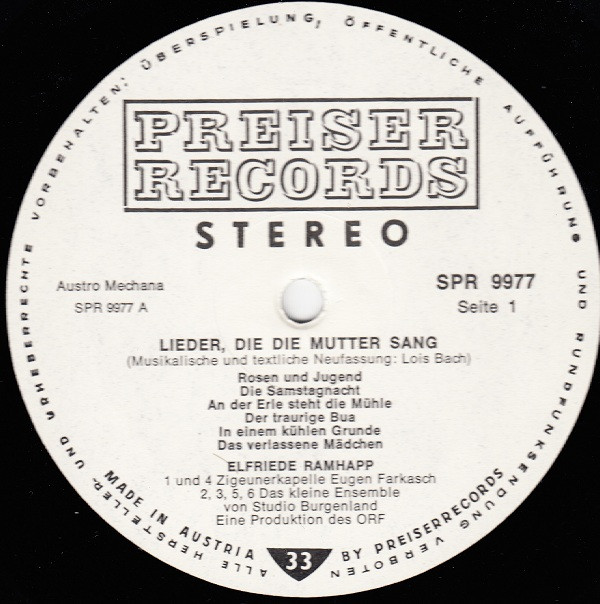 PREISER
RECORDS
STEREO
Austro Mechana
SPR 9977 A
SPR 9977
Seite 1
LIEDER, DIE DIE MUTTER SANG
(Musikalische und textliche Neufassung: Lois Bach)
Rosen und Jugend
Die Samstagnacht
An der Erle steht die Mühle
Der traurige Bua
In einem kühlen Grunde
Das verlassene Mädchen
ELFRIEDE RAMHAPP
1 und 4 Zigeunerkapelle Eugen Farkasch
2, 3, 5, 6 Das kleine Ensemble
von Studio Burgenland
Eine Produktion des ORF
MADE IN AUSTRIA 33 BY PREISERRECORDS
ALLE HERSTELLER- UND URHEBERRECHTE VORBEHALTEN; ÜBERSPIELUNG, ÖFFENTLICHE AUFFÜHRUNG UND RUNDFUNKSENDUNG VERBOTEN